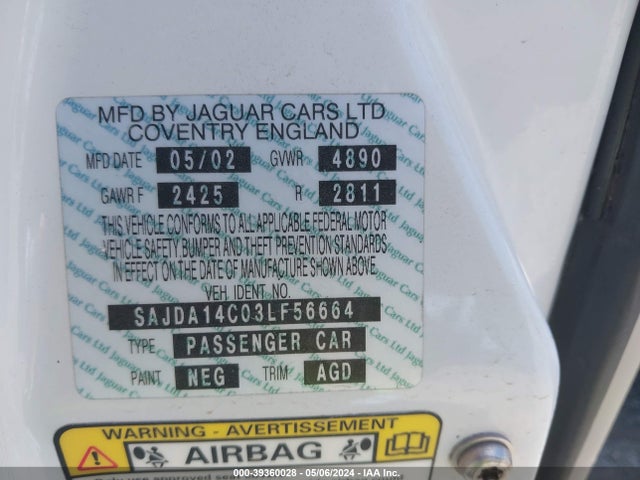 MFD BY JAGUAR CARS LTD
COVENTRY ENGLAND
MFD DATE 05/02 GVWR 4890
GAWR F 2425 R 2811
THIS VEHICLE CONFORMS TO ALL APPLICABLE FEDERAL MOTOR
VEHICLE SAFETY, BUMPER AND THEFT PREVENTION STANDARDS
IN EFFECT ON THE DATE OF MANUFACTURE SHOWN ABOVE.
VEH. IDENT NO.
SAJDA14C03LF56664
TYPE PASSENGER CAR
PAINT NEG TRIM AGD
WARNING - AVERTISSEMENT
AIRBAG
000-39360028 - 05/06/2024 - IAA Inc.